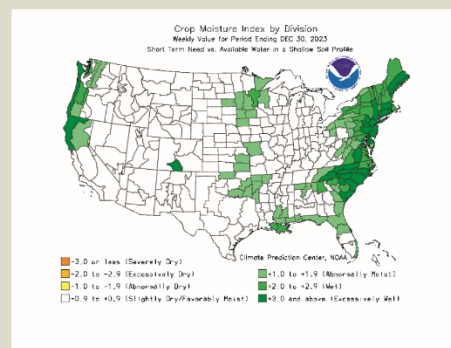 Crop Moisture Index by Division
Weekly Value for Period Ending DEC 30, 2023
Short Term Need vs. Available Water in a Shallow Soil Profile
Climate Prediction Center, NOAA
-3.0 or less (Severely Dry)
-2.0 to -2.9 (Excessively Dry)
-1.0 to -1.9 (Abnormally Dry)
-0.9 to +0.9 (Slightly Dry/Favorably Moist)
+1.0 to +1.9 (Abnormally Moist)
+2.0 to +2.9 (Wet)
+3.0 and above (Excessively Wet)